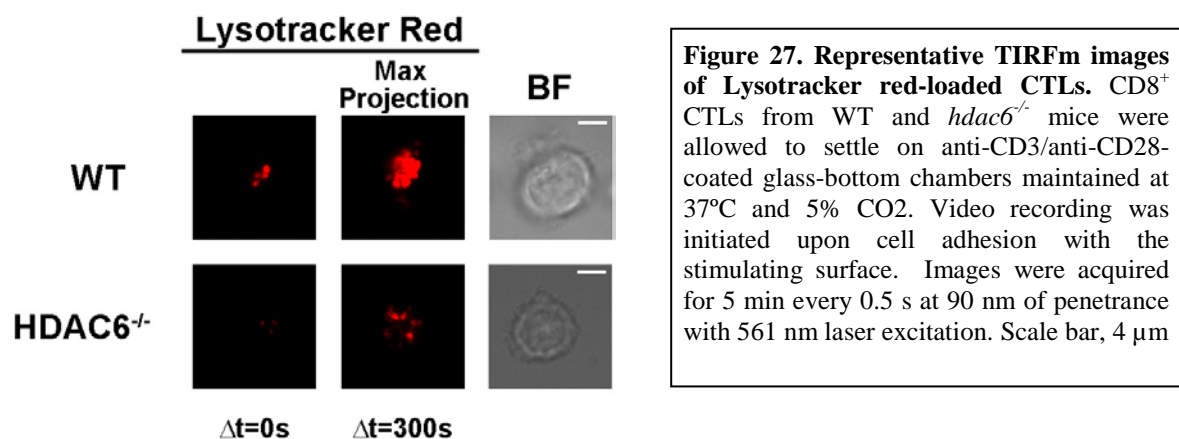 Lysotracker Red
Max
Projection
BF
WT
HDAC6-/-
Δt=0s
Δt=300s
Figure 27. Representative TIRFm images
of Lysotracker red-loaded CTLs. CD8+
CTLs from WT and hdac6-/- mice were
allowed to settle on anti-CD3/anti-CD28-
coated glass-bottom chambers maintained at
37ºC and 5% CO2. Video recording was
initiated upon cell adhesion with the
stimulating surface. Images were acquired
for 5 min every 0.5 s at 90 nm of penetrance
with 561 nm laser excitation. Scale bar, 4 µm